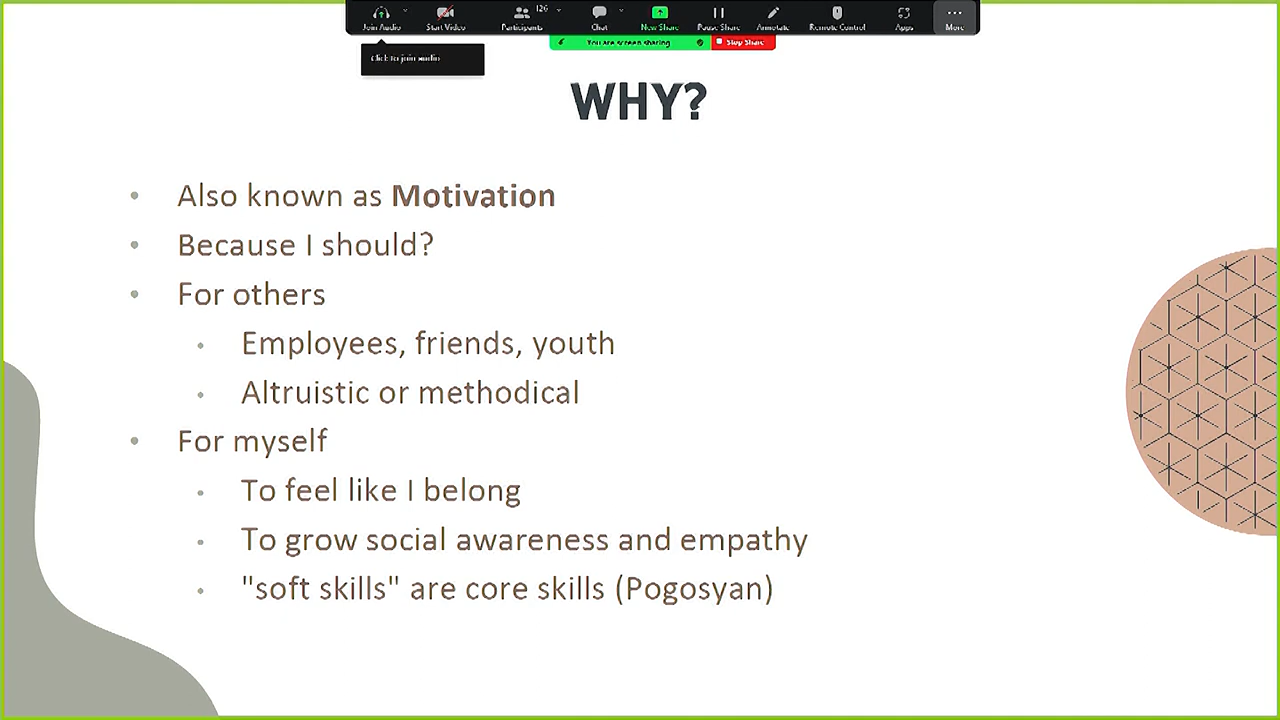 Join Audio Start Video Participants 126 Chat New Share Pause Share Annotate Remote Control Apps More
You are screen sharing Stop Share
Click to join audio
WHY?
• Also known as Motivation
• Because I should?
• For others
• Employees, friends, youth
• Altruistic or methodical
• For myself
• To feel like I belong
• To grow social awareness and empathy
• "soft skills" are core skills (Pogosyan)